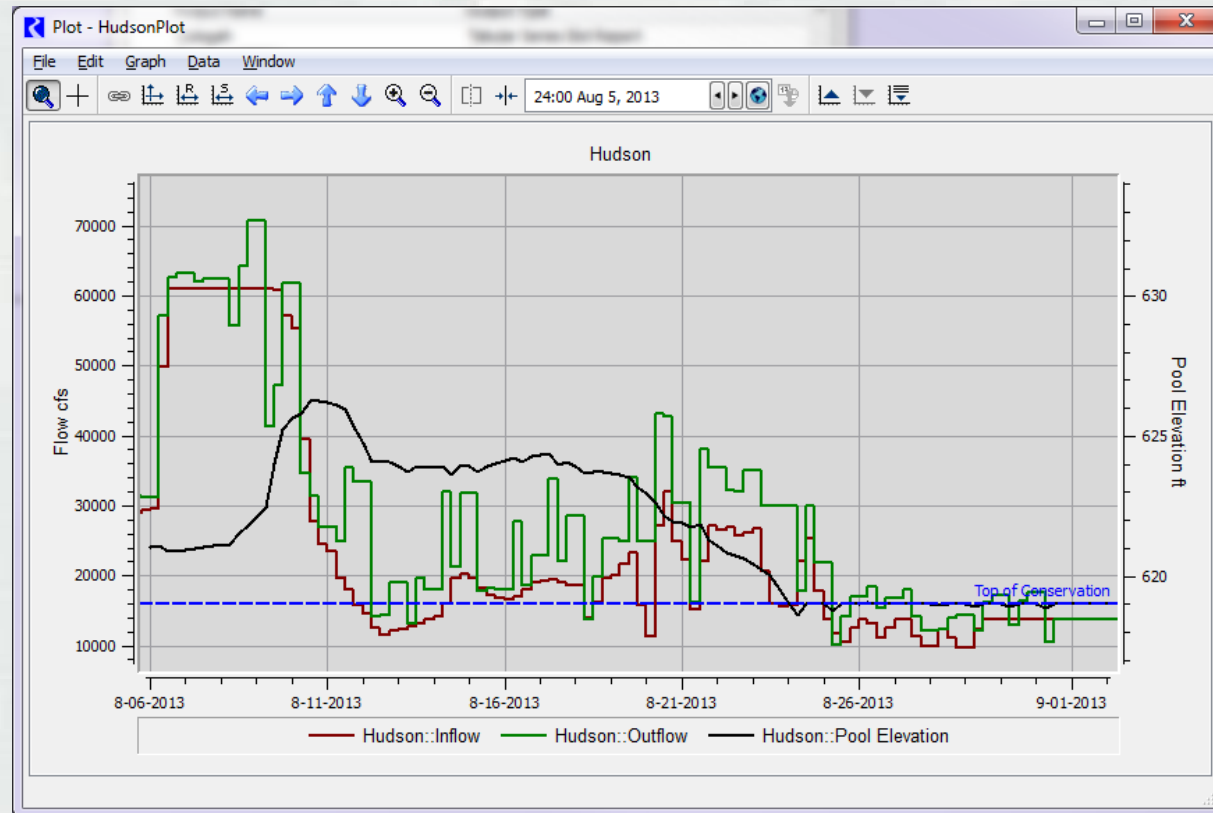 Plot - HudsonPlot
File Edit Graph Data Window
24:00 Aug 5, 2013
Hudson
70000
60000
50000
40000
30000
20000
10000
Flow cfs
630
625
620
Pool Elevation ft
Top of Conservation
8-06-2013 8-11-2013 8-16-2013 8-21-2013 8-26-2013 9-01-2013
Hudson::Inflow Hudson::Outflow Hudson::Pool Elevation